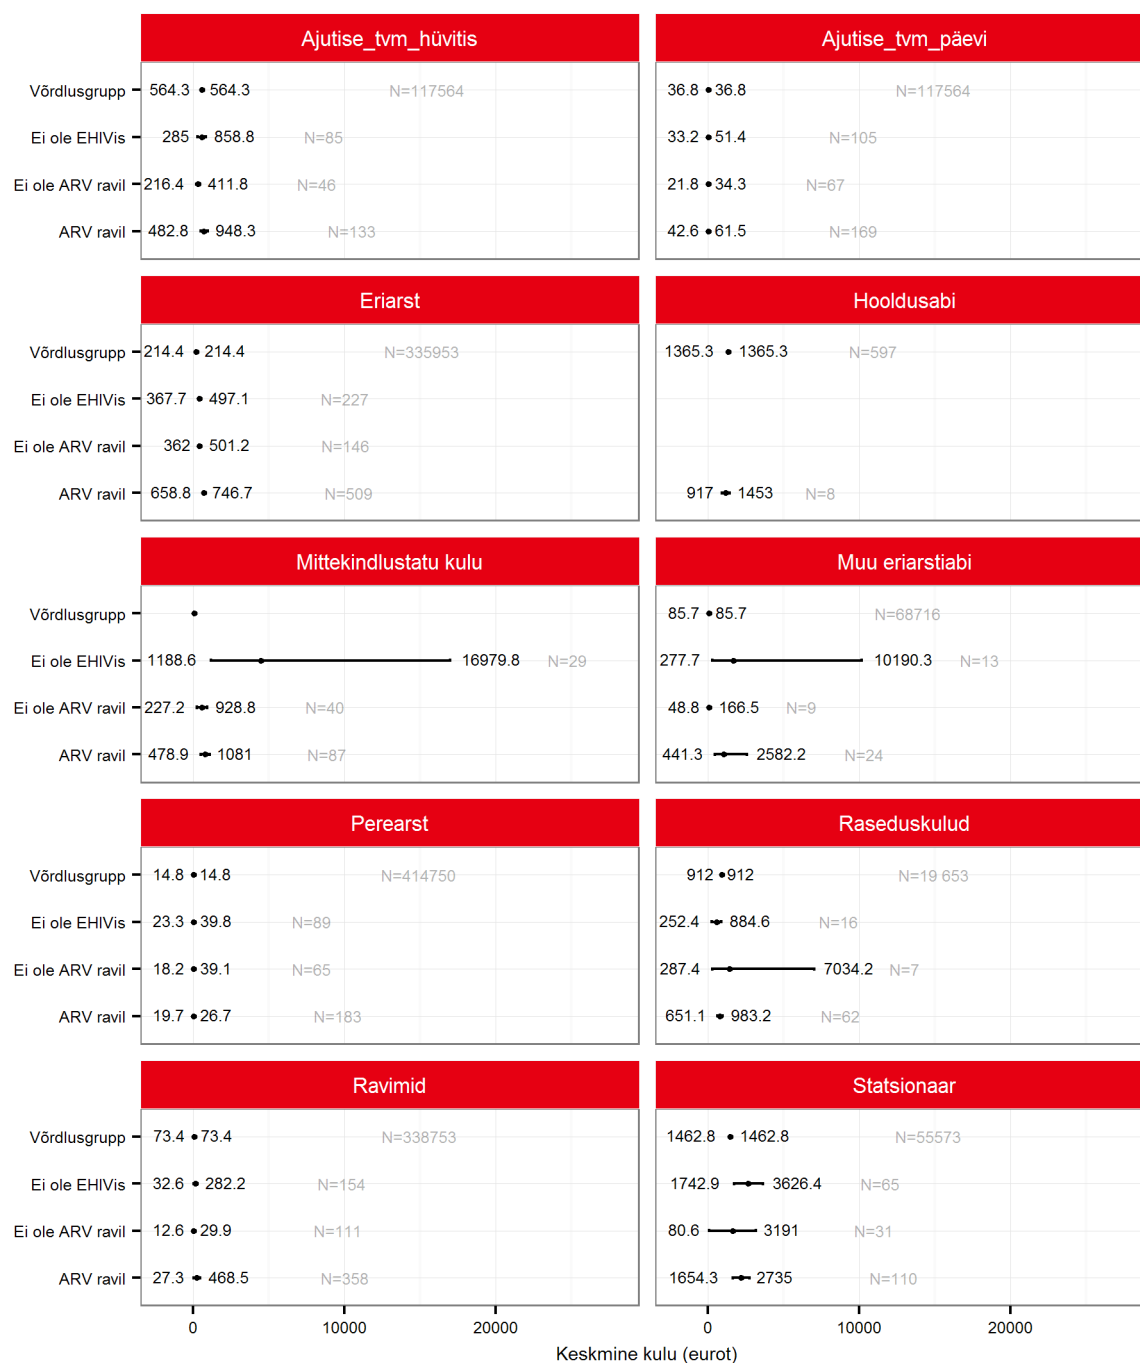 Ajutise_tvm_hüvitis
Ajutise_tvm_päevi
Võrdlusgrupp 564.3 564.3 N=117564
36.8 36.8 N=117564
Ei ole EHIVis 285 858.8 N=85
33.2 51.4 N=105
Ei ole ARV ravil 216.4 411.8 N=46
21.8 34.3 N=67
ARV ravil 482.8 948.3 N=133
42.6 61.5 N=169
Eriarst
Hooldusabi
Võrdlusgrupp 214.4 214.4 N=335953
1365.3 1365.3 N=597
Ei ole EHIVis 367.7 497.1 N=227
Ei ole ARV ravil 362 501.2 N=146
ARV ravil 658.8 746.7 N=509
917 1453 N=8
Mittekindlustatu kulu
Muu eriarstiabi
Võrdlusgrupp
85.7 85.7 N=68716
Ei ole EHIVis 1188.6 16979.8 N=29
277.7 10190.3 N=13
Ei ole ARV ravil 227.2 928.8 N=40
48.8 166.5 N=9
ARV ravil 478.9 1081 N=87
441.3 2582.2 N=24
Perearst
Raseduskulud
Võrdlusgrupp 14.8 14.8 N=414750
912 912 N=19 653
Ei ole EHIVis 23.3 39.8 N=89
252.4 884.6 N=16
Ei ole ARV ravil 18.2 39.1 N=65
287.4 7034.2 N=7
ARV ravil 19.7 26.7 N=183
651.1 983.2 N=62
Ravimid
Statsionaar
Võrdlusgrupp 73.4 73.4 N=338753
1462.8 1462.8 N=55573
Ei ole EHIVis 32.6 282.2 N=154
1742.9 3626.4 N=65
Ei ole ARV ravil 12.6 29.9 N=111
80.6 3191 N=31
ARV ravil 27.3 468.5 N=358
1654.3 2735 N=110
0 10000 20000
0 10000 20000
Keskmine kulu (eurot)